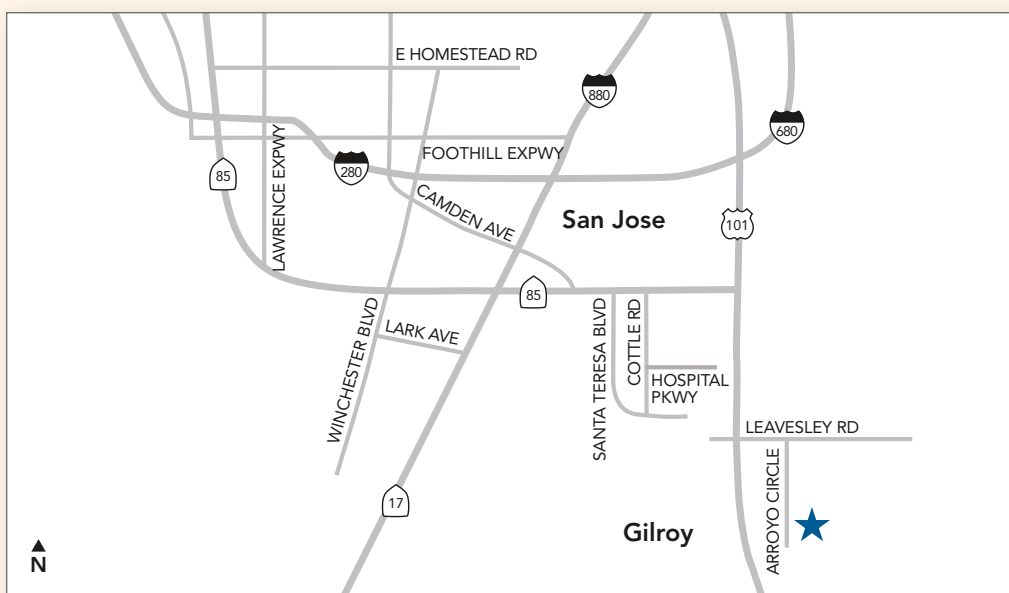 E HOMESTEAD RD
880
680
FOOTHILL EXPWY
280
85
LAWRENCE EXPWY
CAMDEN AVE
San Jose
101
85
SANTA TERESA BLVD
COTTLE RD
WINCHESTER BLVD
LARK AVE
HOSPITAL
PKWY
LEAVESLEY RD
ARROYO CIRCLE
17
Gilroy
N